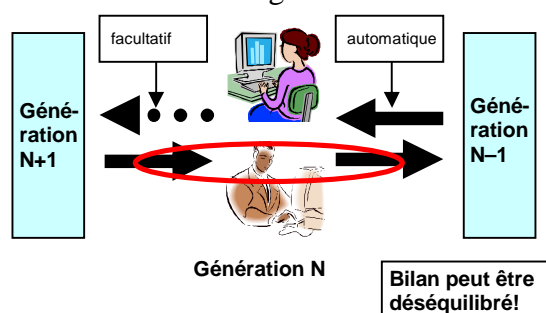 facultatif
automatique
Géné-
ration
N+1
Géné-
ration
N–1
Génération N
Bilan peut être
déséquilibré!